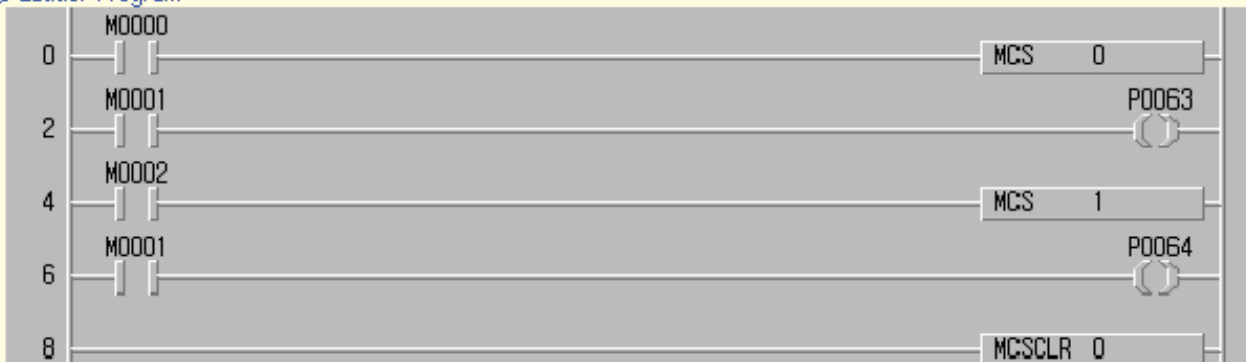 Ladder Program
M0000
0 MCS 0
M0001 P0063
2
M0002
4 MCS 1
M0001 P0064
6
8 MCSCLR 0